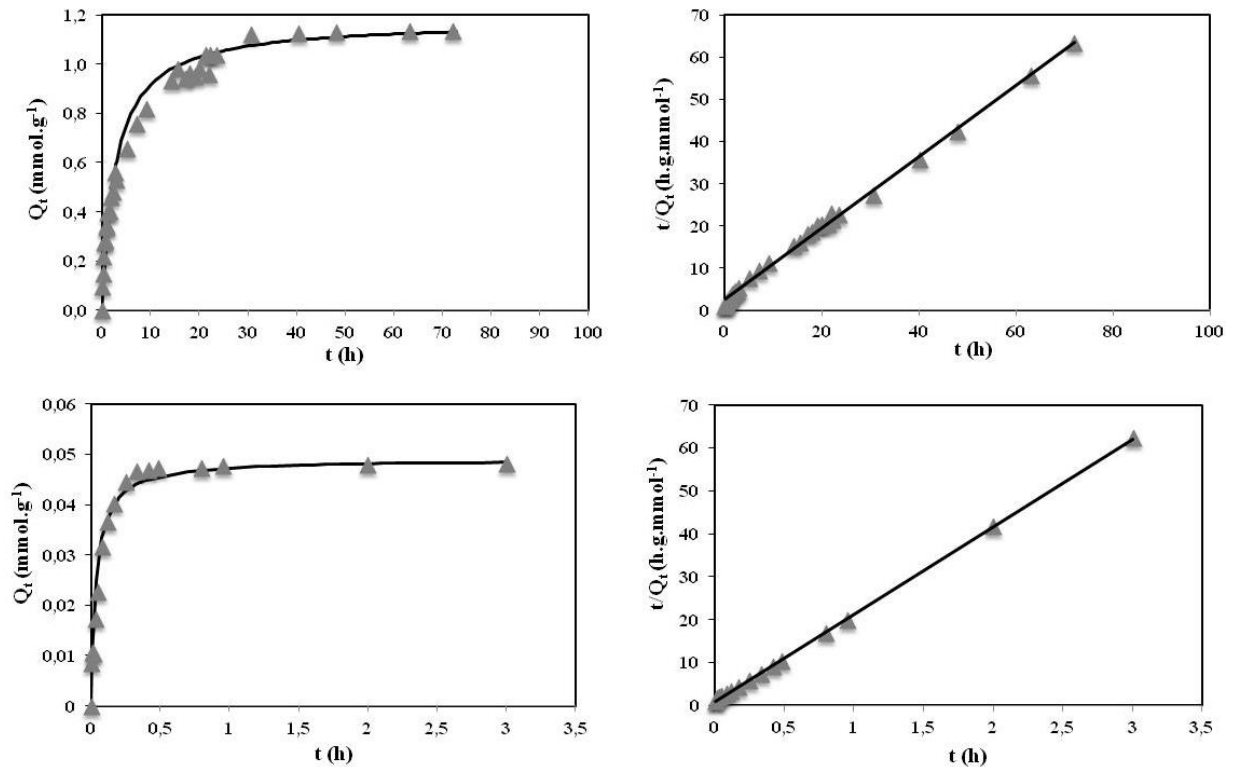 Qt (mmol.g-1)
1,2
1,0
0,8
0,6
0,4
0,2
0,0
0 10 20 30 40 50 60 70 80 90 100
t (h)
t/Qt (h.g.mmol-1)
70
60
50
40
30
20
10
0
0 20 40 60 80 100
t (h)
Qt (mmol.g-1)
0,06
0,05
0,04
0,03
0,02
0,01
0
0 0,5 1 1,5 2 2,5 3 3,5
t (h)
t/Qt (h.g.mmol-1)
70
60
50
40
30
20
10
0
0 0,5 1 1,5 2 2,5 3 3,5
t (h)